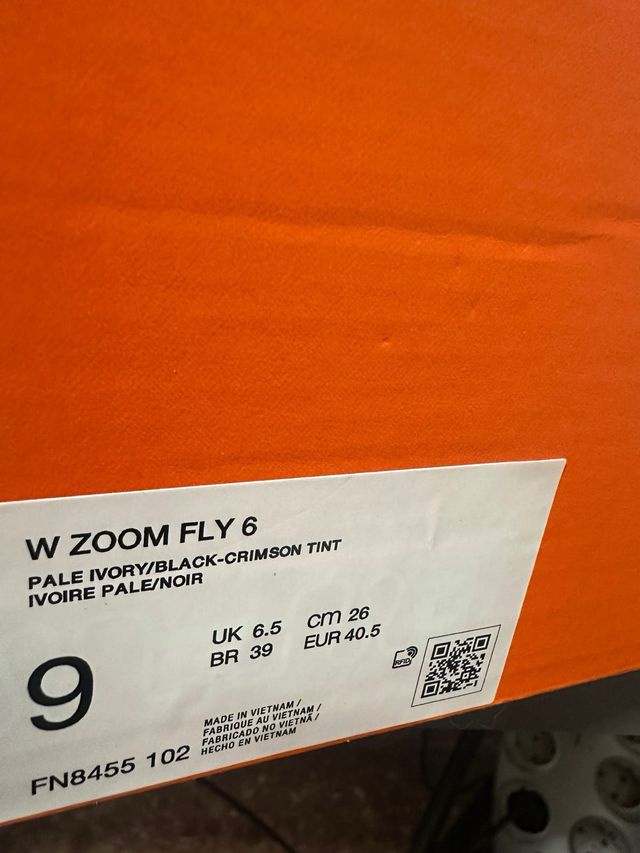 W ZOOM FLY 6
PALE IVORY/BLACK-CRIMSON TINT
IVOIRE PALE/NOIR
9
UK 6.5 cm 26
BR 39 EUR 40.5
RFID
MADE IN VIETNAM /
FABRIQUE AU VIETNAM /
FABRICADO NO VIETNÃ /
HECHO EN VIETNAM
FN8455 102